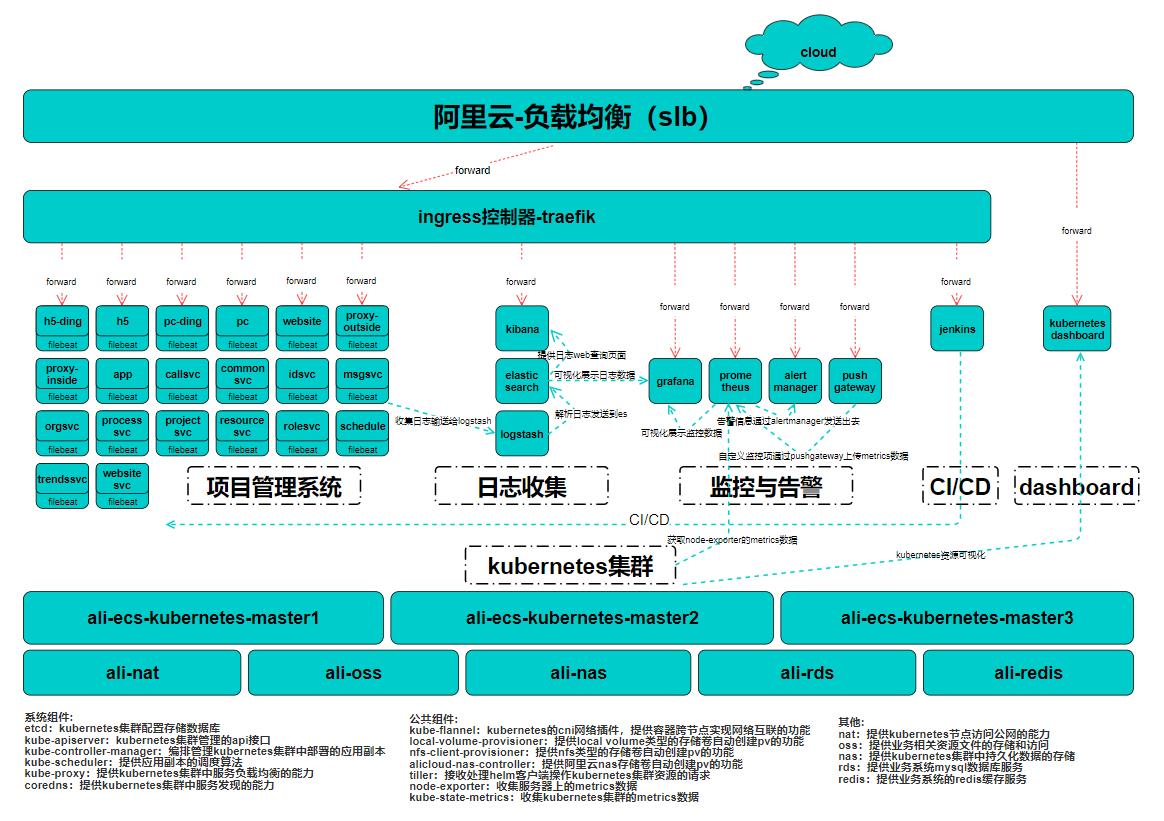 cloud
阿里云-负载均衡（slb）
forward
forward
ingress控制器-traefik
forward
forward
forward
forward
forward
forward
forward
forward
forward
forward
forward
forward
h5-ding
filebeat
h5
filebeat
pc-ding
filebeat
pc
filebeat
website
filebeat
proxy-
outside
filebeat
kibana
jenkins
kubernetes
dashboard
提供日志web查询页面
proxy-
inside
filebeat
app
filebeat
callsvc
filebeat
common
svc
filebeat
idsvc
filebeat
msgsvc
filebeat
elastic
search
可视化展示日志数据
grafana
prome
theus
alert
manager
push
gateway
orgsvc
filebeat
process
svc
filebeat
project
svc
filebeat
resource
svc
filebeat
rolesvc
filebeat
schedule
filebeat
收集日志输送给logstash
logstash
解析日志发送到es
可视化展示监控数据
告警信息通过alertmanager发送出去
自定义监控项通过pushgateway上传metrics数据
trendssvc
filebeat
website
svc
filebeat
项目管理系统
日志收集
监控与告警
CI/CD
dashboard
CI/CD
获取node-exporter的metrics数据
kubernetes资源可视化
kubernetes集群
ali-ecs-kubernetes-master1
ali-ecs-kubernetes-master2
ali-ecs-kubernetes-master3
ali-nat
ali-oss
ali-nas
ali-rds
ali-redis
系统组件:
etcd：kubernetes集群配置存储数据库
kube-apiserver：kubernetes集群管理的api接口
kube-controller-manager：编排管理kubernetes集群中部署的应用副本
kube-scheduler：提供应用副本的调度算法
kube-proxy：提供kubernetes集群中服务负载均衡的能力
coredns：提供kubernetes集群中服务发现的能力
公共组件:
kube-flannel：kubernetes的cni网络插件，提供容器跨节点实现网络互联的功能
local-volume-provisioner：提供local volume类型的存储卷自动创建pv的功能
nfs-client-provisioner：提供nfs类型的存储卷自动创建pv的功能
alicloud-nas-controller：提供阿里云nas存储卷自动创建pv的功能
tiller：接收处理helm客户端操作kubernetes集群资源的请求
node-exporter：收集服务器上的metrics数据
kube-state-metrics：收集kubernetes集群的metrics数据
其他:
nat：提供kubernetes节点访问公网的能力
oss：提供业务相关资源文件的存储和访问
nas：提供kubernetes集群中持久化数据的存储
rds：提供业务系统mysql数据库服务
redis：提供业务系统的redis缓存服务